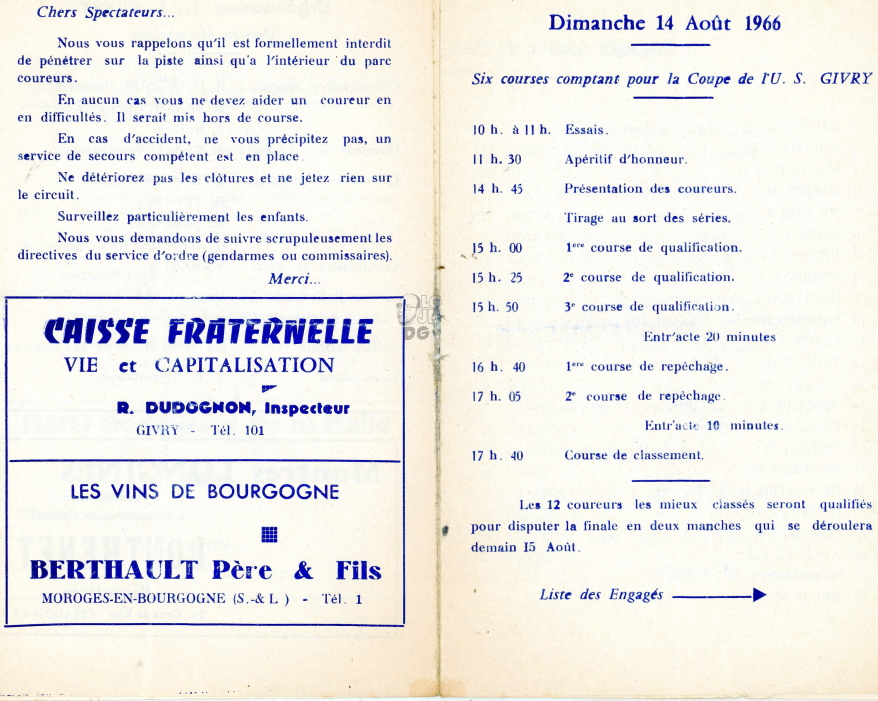 Chers Spectateurs...
Nous vous rappelons qu'il est formellement interdit
de pénétrer sur la piste ainsi qu'a l'intérieur du parc
coureurs.
En aucun cas vous ne devez aider un coureur en
en difficultés. Il serait mis hors de course.
En cas d'accident, ne vous précipitez pas, un
service de secours compétent est en place.
Ne détériorez pas les clôtures et ne jetez rien sur
le circuit.
Surveillez particulièrement les enfants.
Nous vous demandons de suivre scrupuleusement les
directives du service d'ordre (gendarmes ou commissaires).
Merci...
CAISSE FRATERNELLE
VIE et CAPITALISATION
R. DUDOGNON, Inspecteur
GIVRY - Tél. 101
LES VINS DE BOURGOGNE
BERTHAULT Père & Fils
MOROGES-EN-BOURGOGNE (S.-& L ) - Tél. 1
Dimanche 14 Août 1966
Six courses comptant pour la Coupe de l'U. S. GIVRY
10 h. à 11 h. Essais.
11 h. 30 Apéritif d'honneur.
14 h. 45 Présentation des coureurs.
Tirage au sort des séries.
15 h. 00 1ere course de qualification.
15 h. 25 2e course de qualification.
15 h. 50 3e course de qualification.
Entr'acte 20 minutes
16 h. 40 1ere course de repêchage.
17 h. 05 2e course de repêchage.
Entr'acte 10 minutes.
17 h. 40 Course de classement.
Les 12 coureurs les mieux classés seront qualifiés
pour disputer la finale en deux manches qui se déroulera
demain 15 Août.
Liste des Engagés